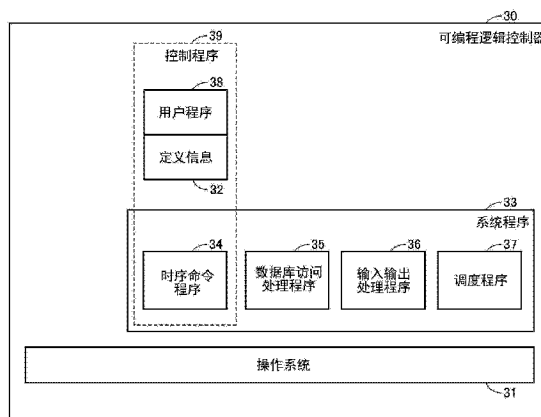 30
可编程逻辑控制器
39
控制程序
38
用户程序
定义信息
32
33
系统程序
34
时序命令
程序
35
数据库访问
处理程序
36
输入输出
处理程序
37
调度程序
操作系统
31